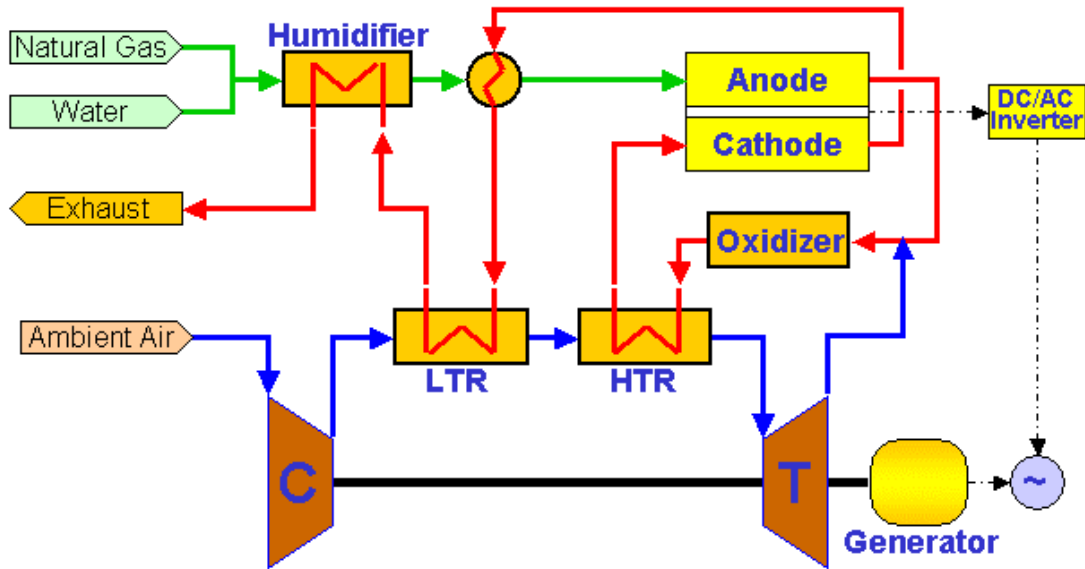 Natural Gas
Humidifier
Water
Anode
Cathode
DC/AC
Inverter
Exhaust
Oxidizer
Ambient Air
LTR
HTR
C
T
~
Generator